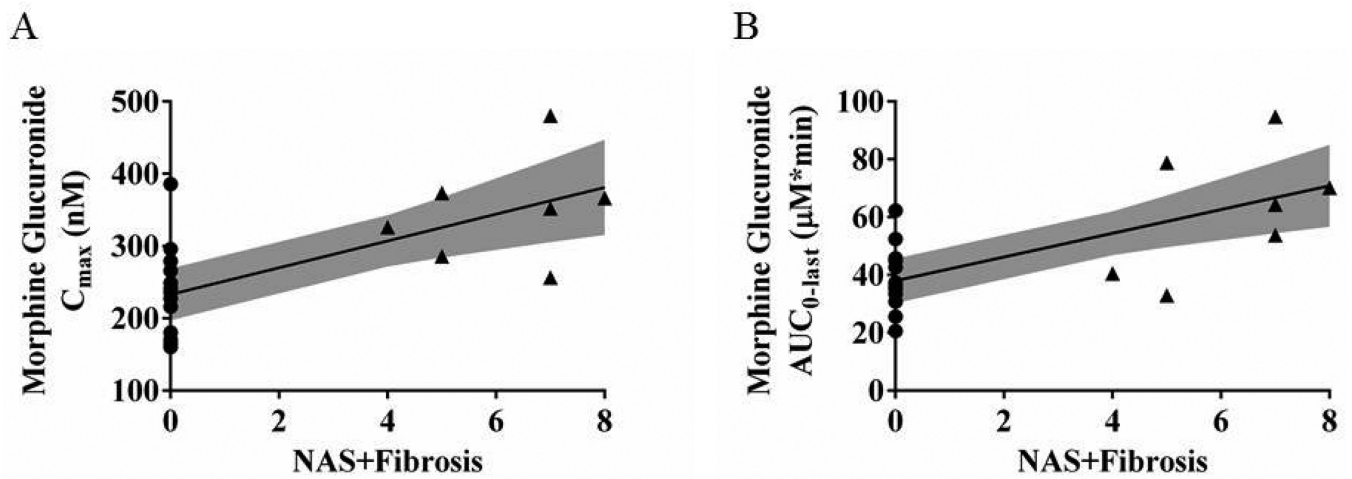 A
Morphine Glucuronide
Cmax (nM)
500
400
300
200
100
0
2
4
6
8
NAS+Fibrosis
B
Morphine Glucuronide
AUC0-last (μM*min)
100
80
60
40
20
0
0
2
4
6
8
NAS+Fibrosis